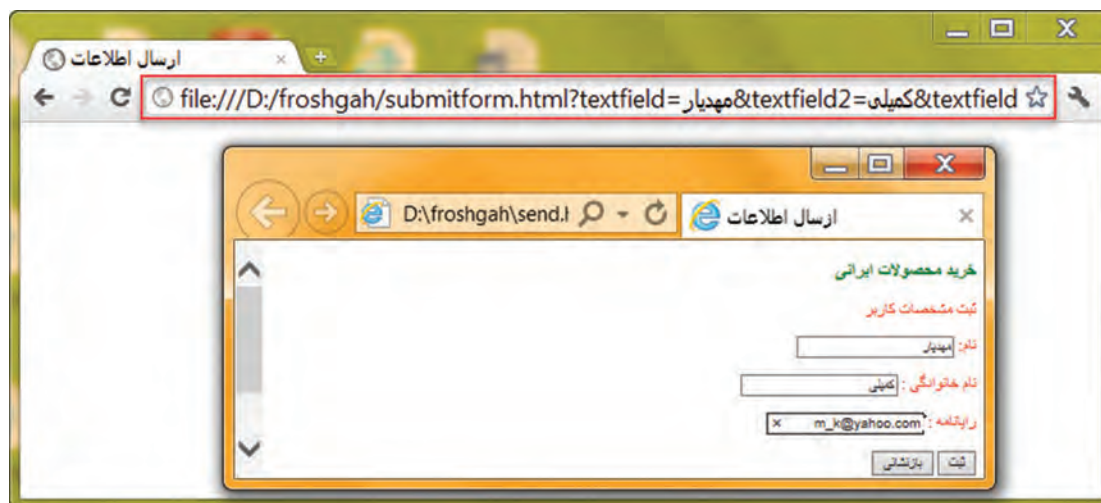 ارسال اطلاعات
file:///D:/froshgah/submitform.html?textfield=مهدیار&textfield2=کمیلی&textfield
D:\froshgah\send.h
ارسال اطلاعات
خرید محصولات ایرانی
ثبت مشخصات کاربر
نام: مهدیار
نام خانوادگی : کمیلی
رایانامه : m_k@yahoo.com
ثبت بازنشانی